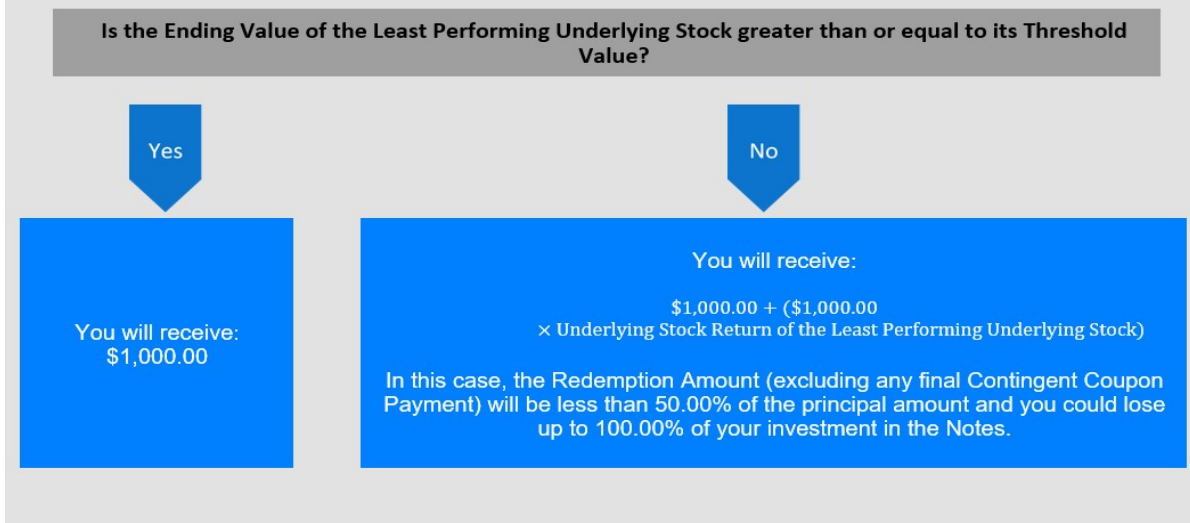 Is the Ending Value of the Least Performing Underlying Stock greater than or equal to its Threshold
Value?
Yes
No
You will receive:
$1,000.00
You will receive:
$1,000.00 + ($1,000.00
× Underlying Stock Return of the Least Performing Underlying Stock)
In this case, the Redemption Amount (excluding any final Contingent Coupon
Payment) will be less than 50.00% of the principal amount and you could lose
up to 100.00% of your investment in the Notes.